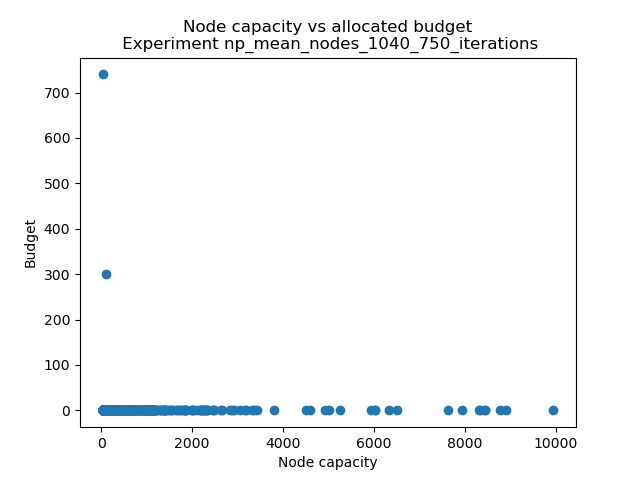 Node capacity vs allocated budget
Experiment np_mean_nodes_1040_750_iterations
700
600
500
400
300
200
100
0
Budget
0 2000 4000 6000 8000 10000
Node capacity